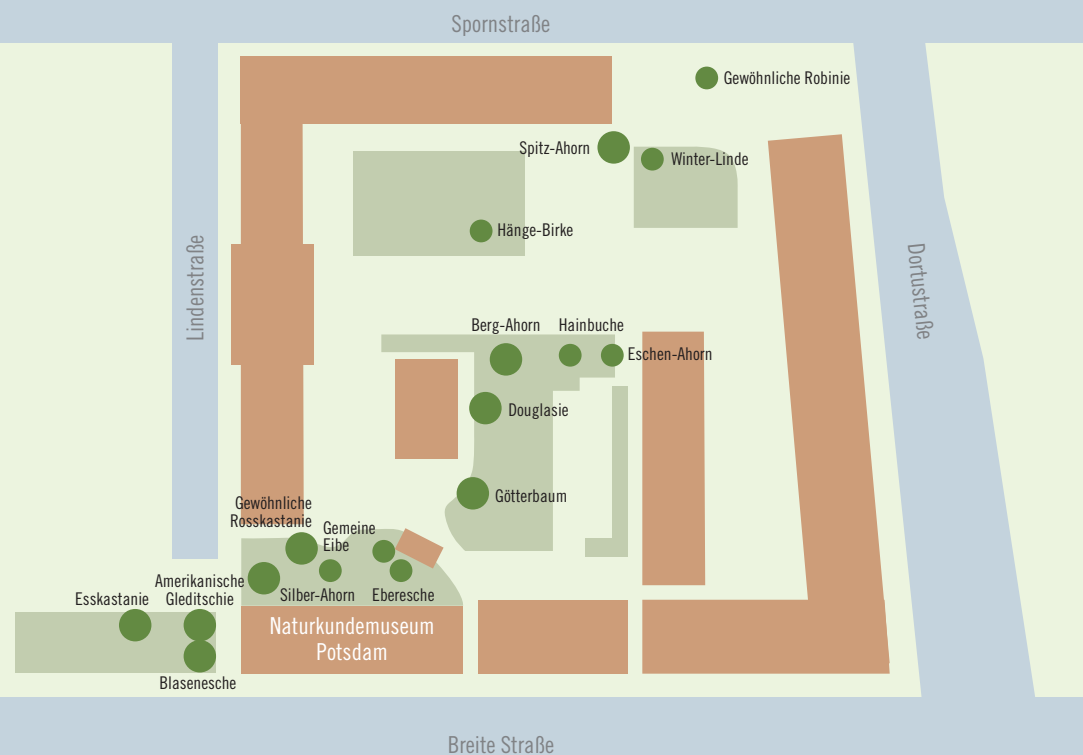 Spornstraße
Gewöhnliche Robinie
Spitz-Ahorn
Winter-Linde
Hänge-Birke
Lindenstraße
Dortustraße
Berg-Ahorn
Hainbuche
Eschen-Ahorn
Douglasie
Götterbaum
Gewöhnliche
Rosskastanie
Gemeine
Eibe
Amerikanische
Gleditschie
Esskastanie
Silber-Ahorn
Eberesche
Naturkundemuseum
Potsdam
Blasenesche
Breite Straße